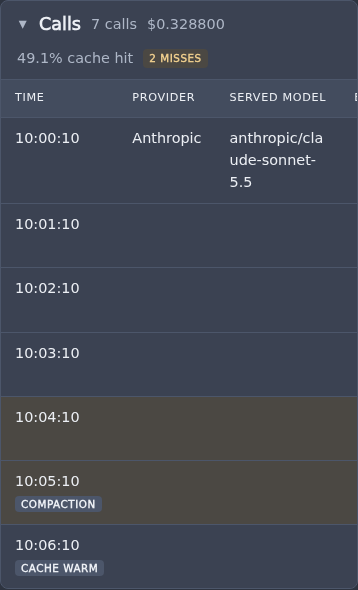 ▼ Calls 7 calls $0.328800
49.1% cache hit 2 MISSES
TIME PROVIDER SERVED MODEL
10:00:10 Anthropic anthropic/cla
ude-sonnet-
5.5
10:01:10
10:02:10
10:03:10
10:04:10
10:05:10
COMPACTION
10:06:10
CACHE WARM